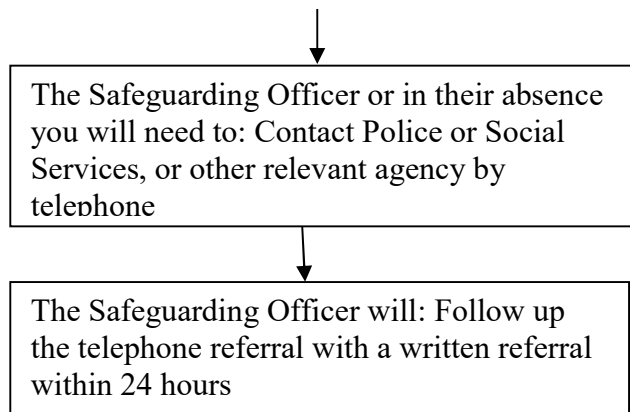 The Safeguarding Officer or in their absence
you will need to: Contact Police or Social
Services, or other relevant agency by
telephone
The Safeguarding Officer will: Follow up
the telephone referral with a written referral
within 24 hours